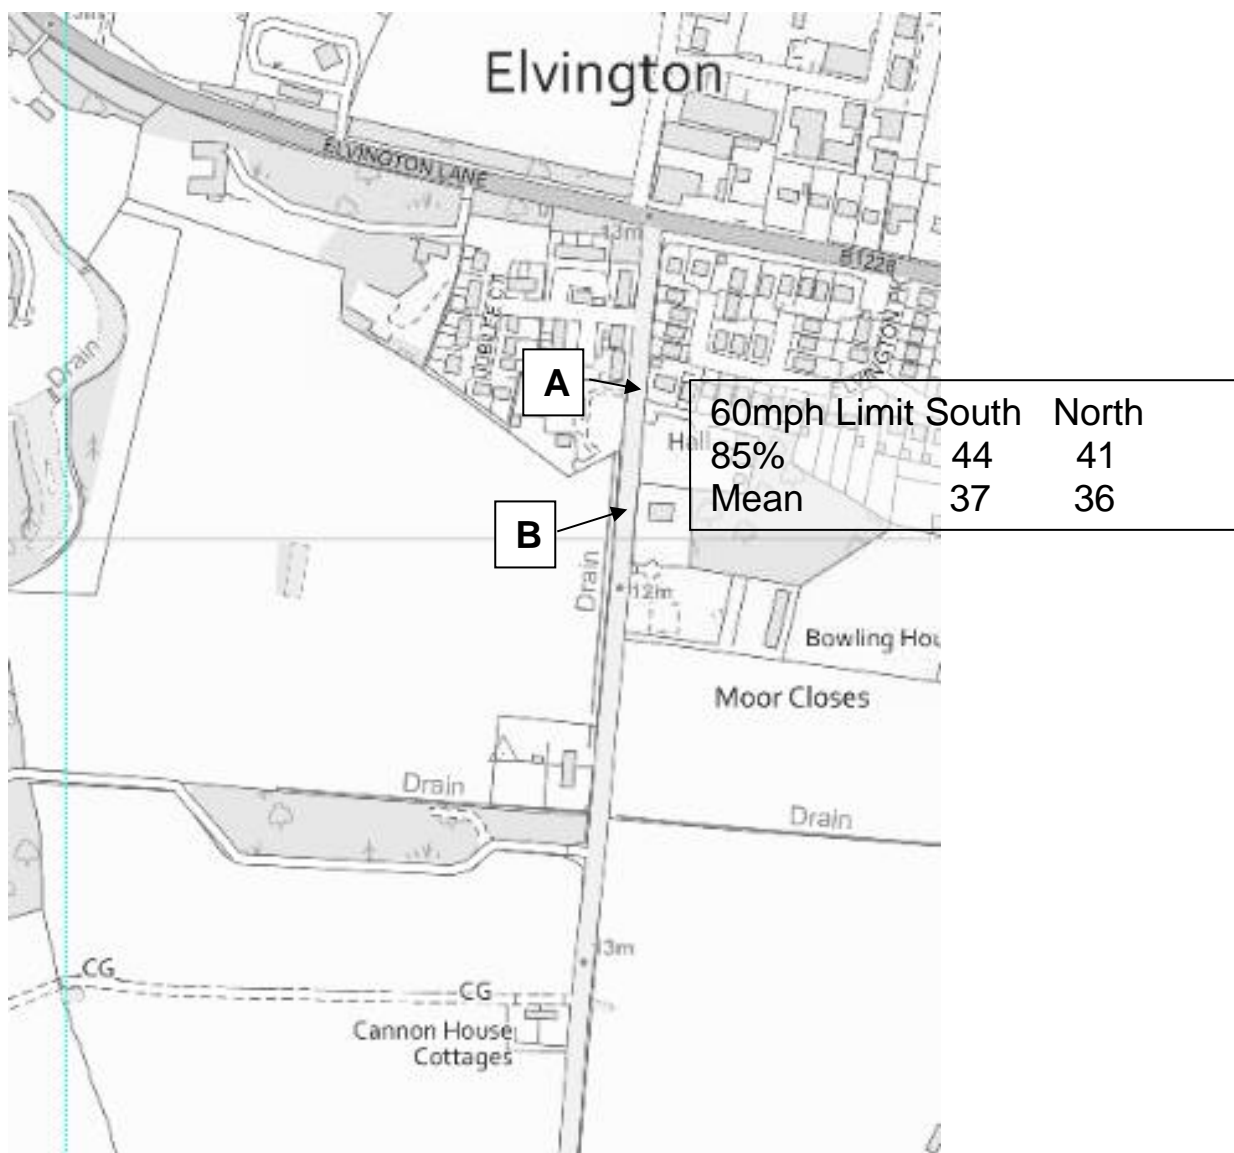 Elvington
ELVINGTON LANE
13m
B1228
Drain
A
60mph Limit South North
85% 44 41
Mean 37 36
Hall
B
Drain
12m
Bowling Hou
Moor Closes
Drain
Drain
13m
CG
CG
Cannon House
Cottages